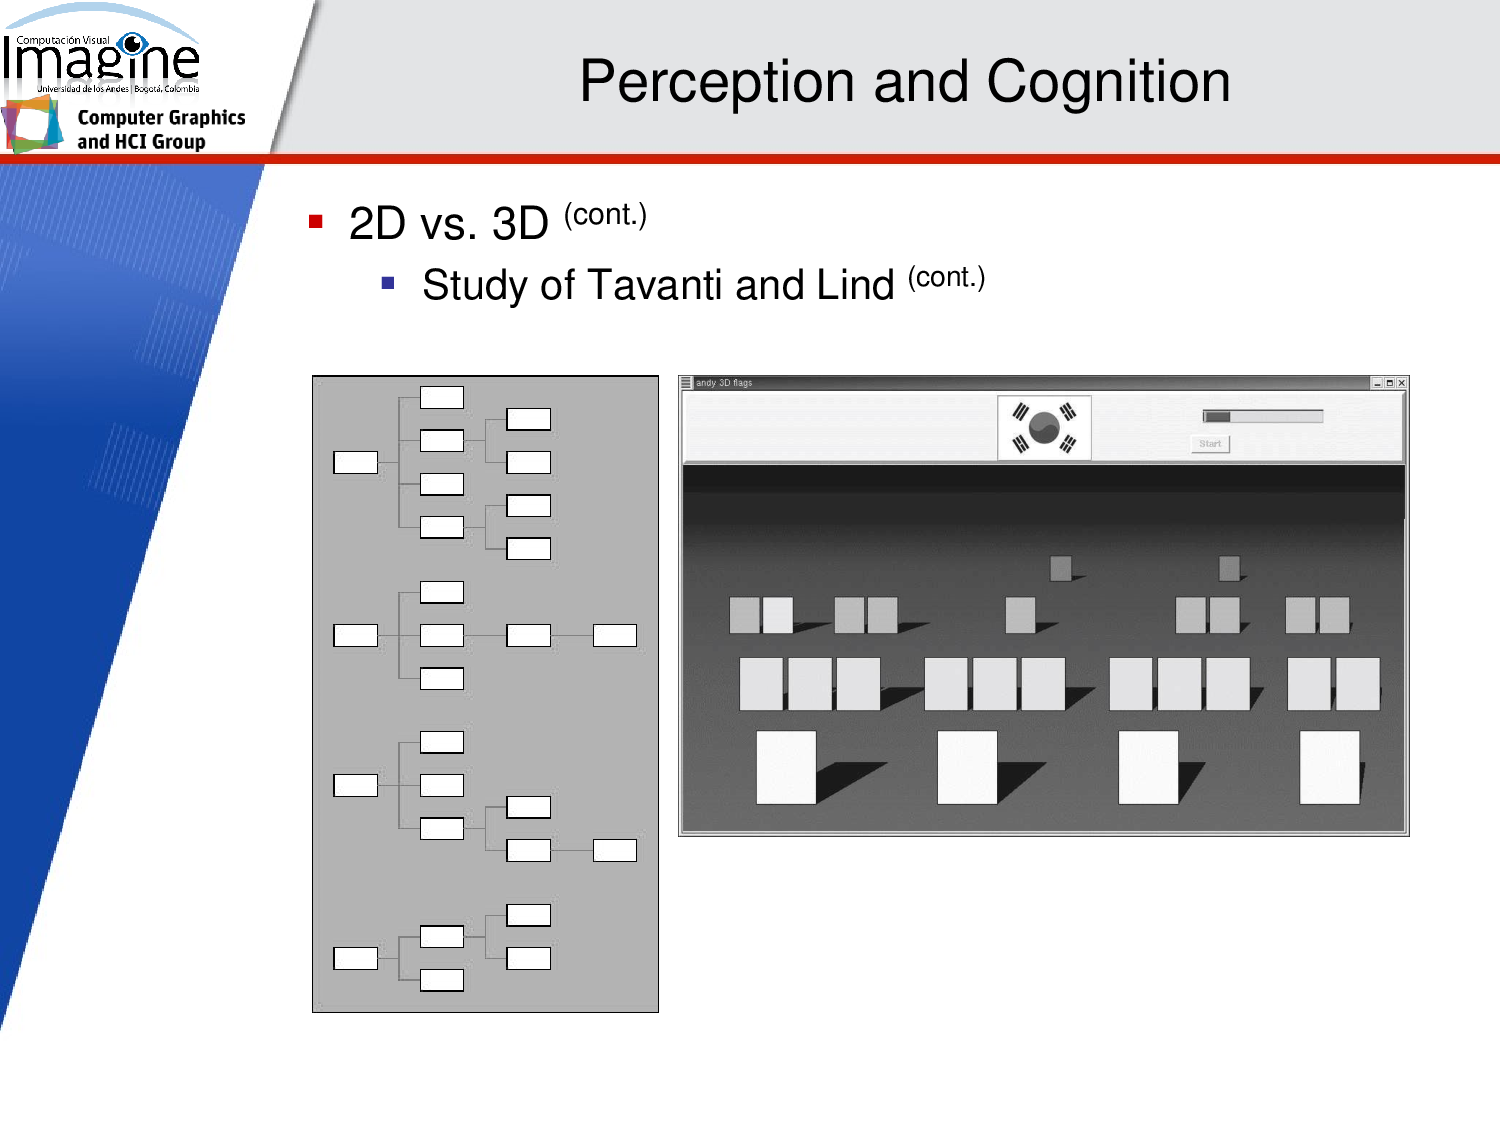 Computación Visual
Imagine
Universidad de los Andes | Bogotá, Colombia
Computer Graphics
and HCI Group
Perception and Cognition
2D vs. 3D (cont.)
Study of Tavanti and Lind (cont.)
andy 3D flags
Start